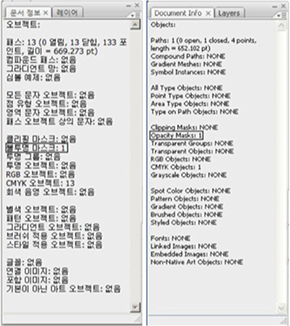 문서 정보 × 레이어
오브젝트:
패스: 13 (0 열림, 13 닫힘, 133 포
인트, 길이 = 669.273 pt)
컴파운드 패스: 없음
그라디언트 망: 없음
심볼 예제: 없음
모든 문자 오브젝트: 없음
점 유형 오브젝트: 없음
영역 문자 오브젝트: 없음
패스 오브젝트 상의 문자: 없음
클리핑 마스크: 없음
불투명 마스크: 1
투명 그룹: 없음
투명 오브젝트: 없음
RGB 오브젝트: 없음
CMYK 오브젝트: 13
회색 음영 오브젝트: 없음
별색 오브젝트: 없음
패턴 오브젝트: 없음
그라디언트 오브젝트: 없음
브러쉬 적용 오브젝트: 없음
스타일 적용 오브젝트: 없음
글꼴: 없음
연결 이미지: 없음
포함 이미지: 없음
기본이 아닌 아트 오브젝트: 없음
Document Info × Layers
Objects:
Paths: 1 (0 open, 1 closed, 4 points,
length = 652.102 pt)
Compound Paths: NONE
Gradient Meshes: NONE
Symbol Instances: NONE
All Type Objects: NONE
Point Type Objects: NONE
Area Type Objects: NONE
Type on Path Objects: NONE
Clipping Masks: NONE
Opacity Masks: 1
Transparent Groups: NONE
Transparent Objects: NONE
RGB Objects: NONE
CMYK Objects: 1
Grayscale Objects: NONE
Spot Color Objects: NONE
Pattern Objects: NONE
Gradient Objects: NONE
Brushed Objects: NONE
Styled Objects: NONE
Fonts: NONE
Linked Images: NONE
Embedded Images: NONE
Non-Native Art Objects: NONE